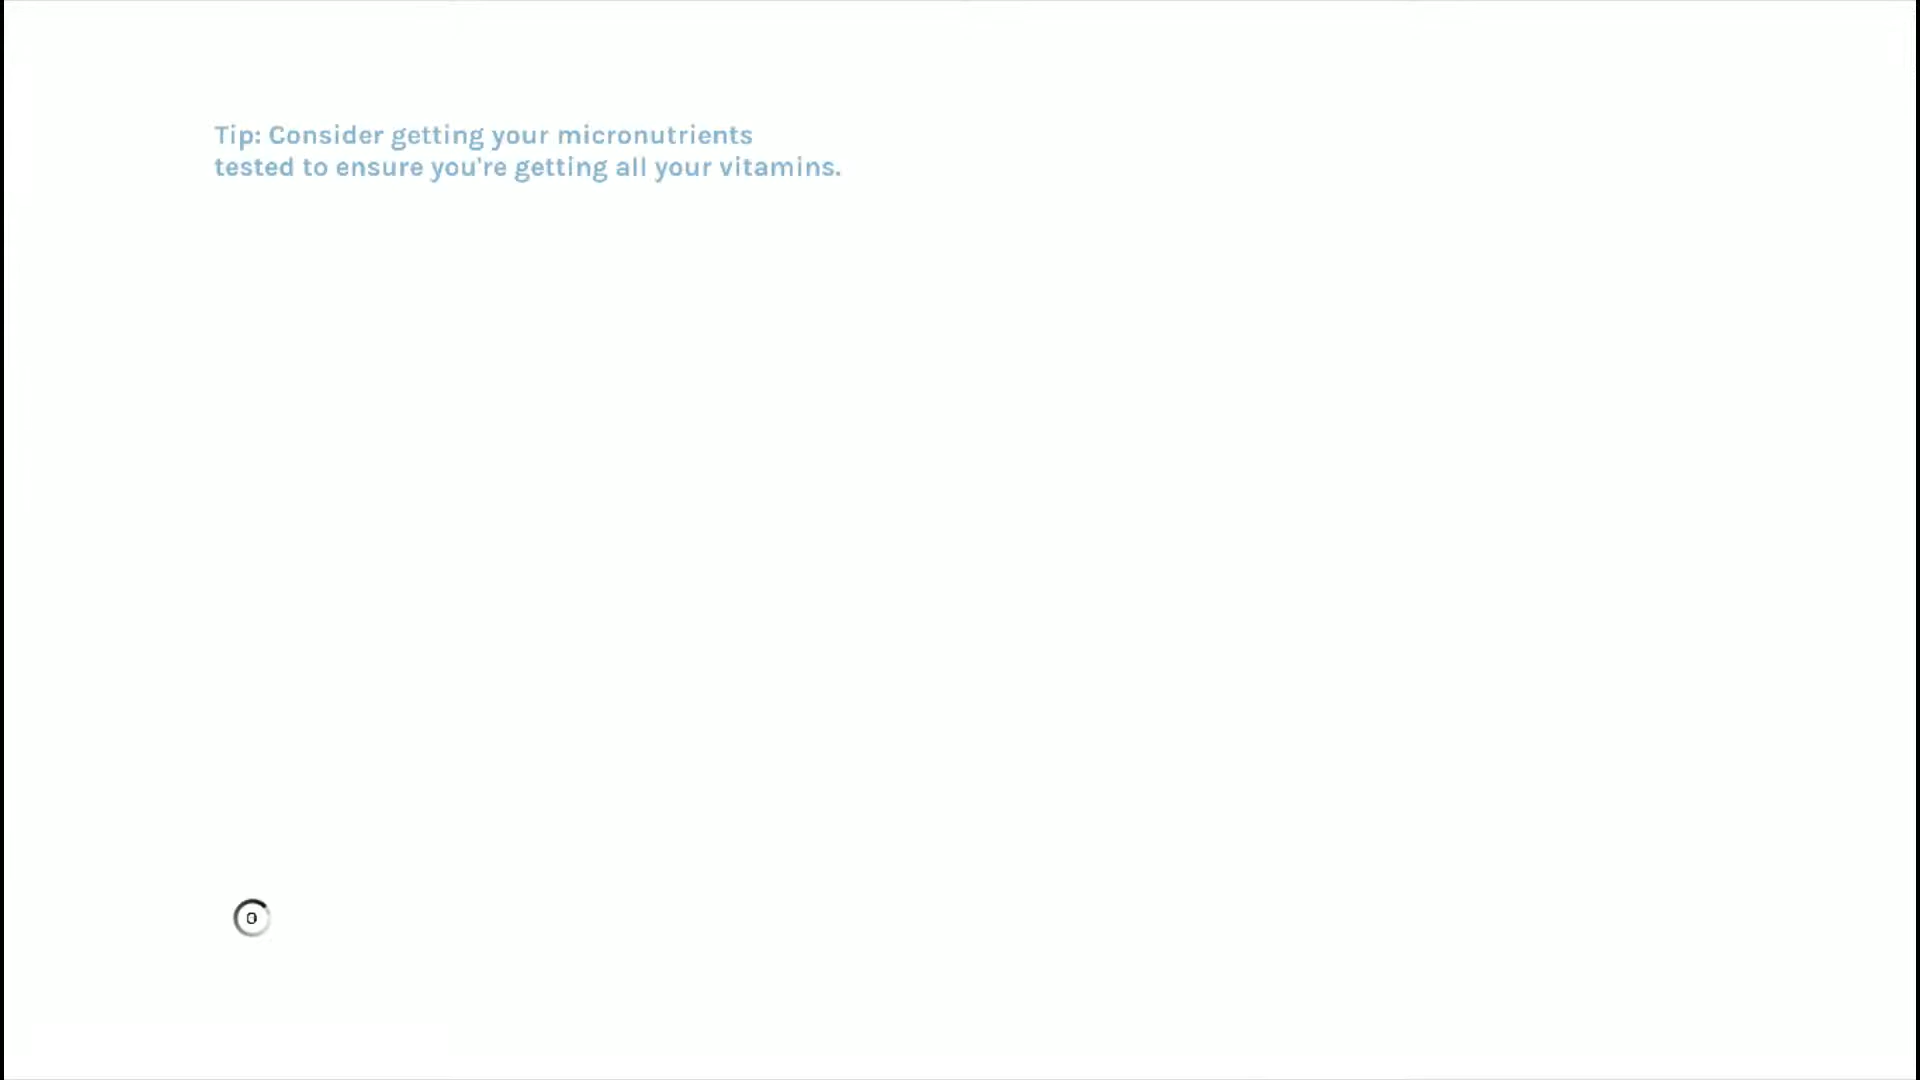 Tip: Consider getting your micronutrients
tested to ensure you're getting all your vitamins.
0